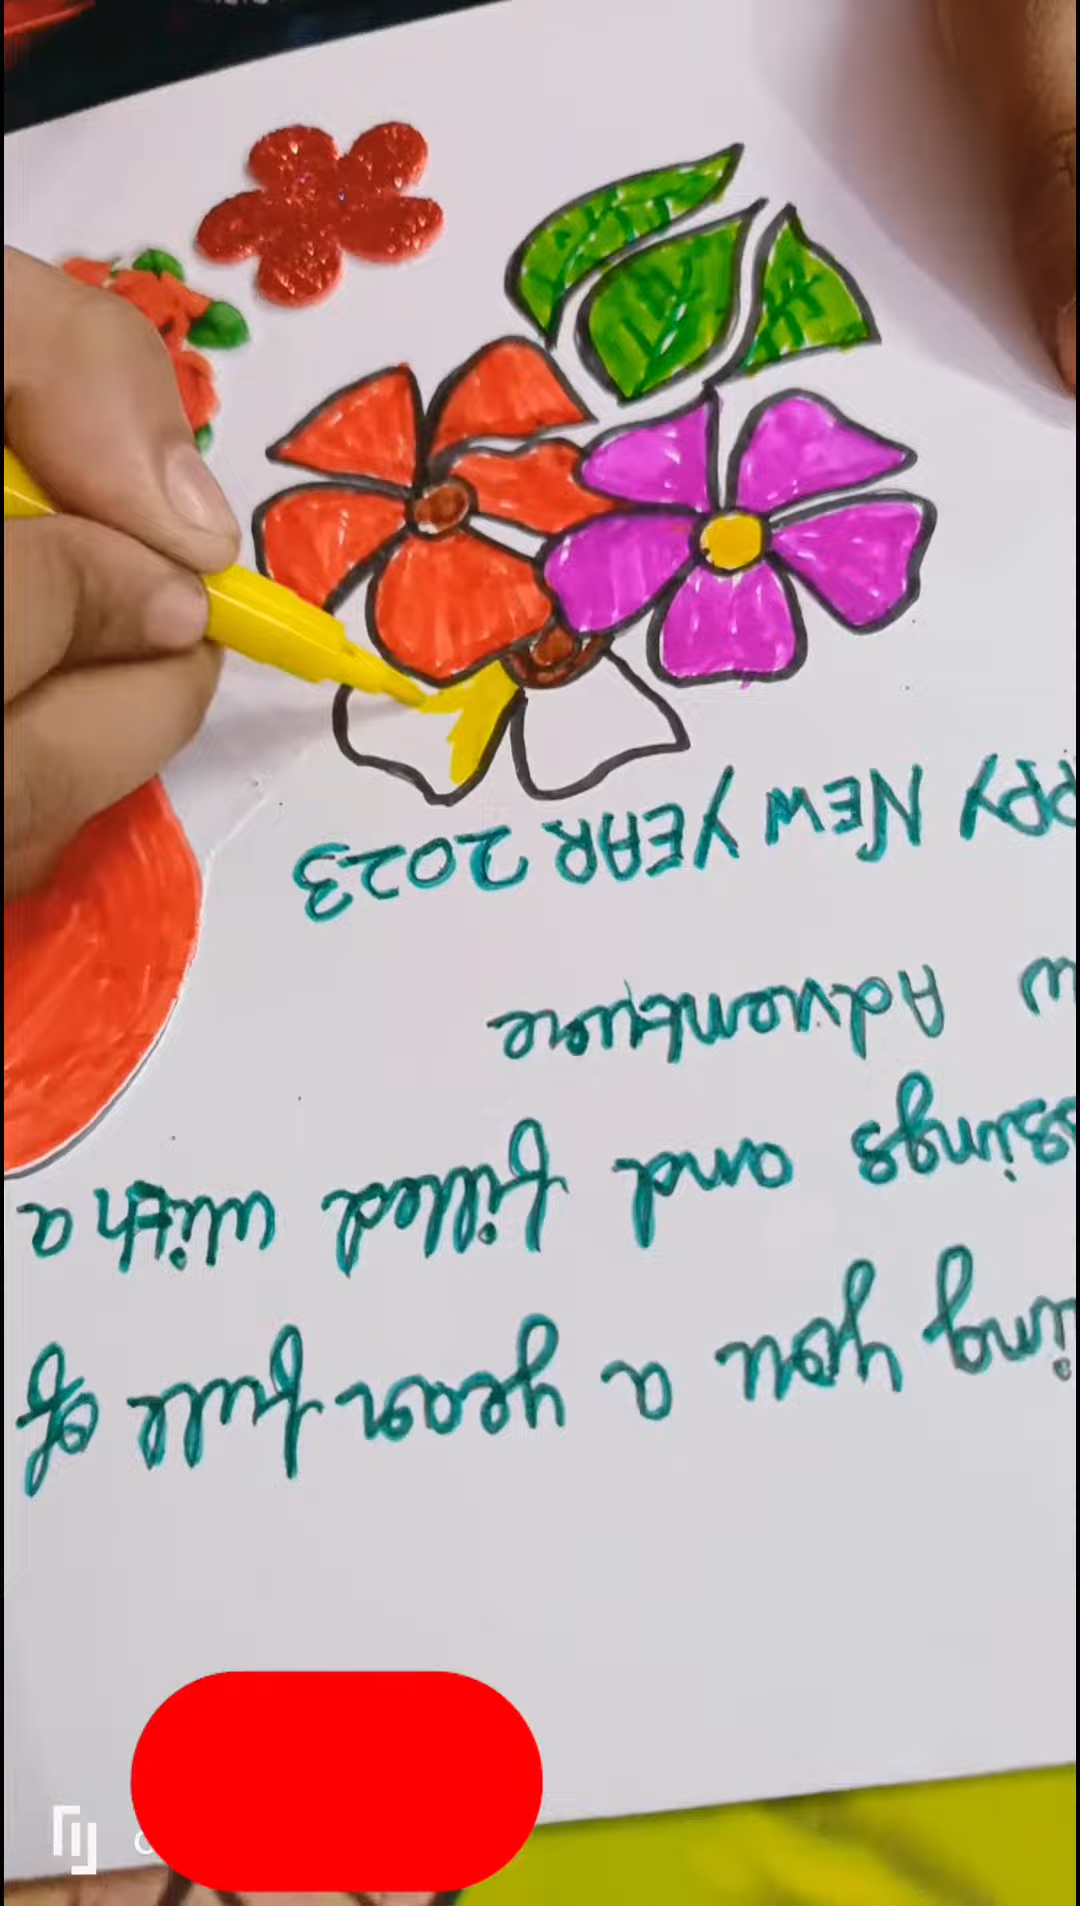 ing you a year full of
ssings and filled with a
w Adventure
PPY NEW YEAR 2023